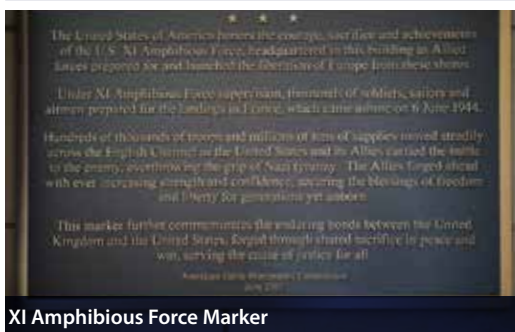 The United States of America honors the courage, sacrifice and achievements
of the U.S. XI Amphibious Force, headquartered in this building as Allied
forces prepared for and launched the liberation of Europe from these shores.
Under XI Amphibious Force supervision, thousands of soldiers, sailors and
airmen prepared for the landings in France, which came ashore on 6 June 1944.
Hundreds of thousands of troops and millions of tons of supplies moved steadily
across the English Channel as the United States and its Allies carried the battle
to the enemy, overthrowing the grip of Nazi tyranny. The Allies forged ahead
with ever increasing strength and confidence, securing the blessings of freedom
and liberty for generations yet unborn.
This marker further commemorates the enduring bonds between the United
Kingdom and the United States, forged through shared sacrifice in peace and
war, serving the cause of justice for all.
American Battle Monuments Commission
XI Amphibious Force Marker